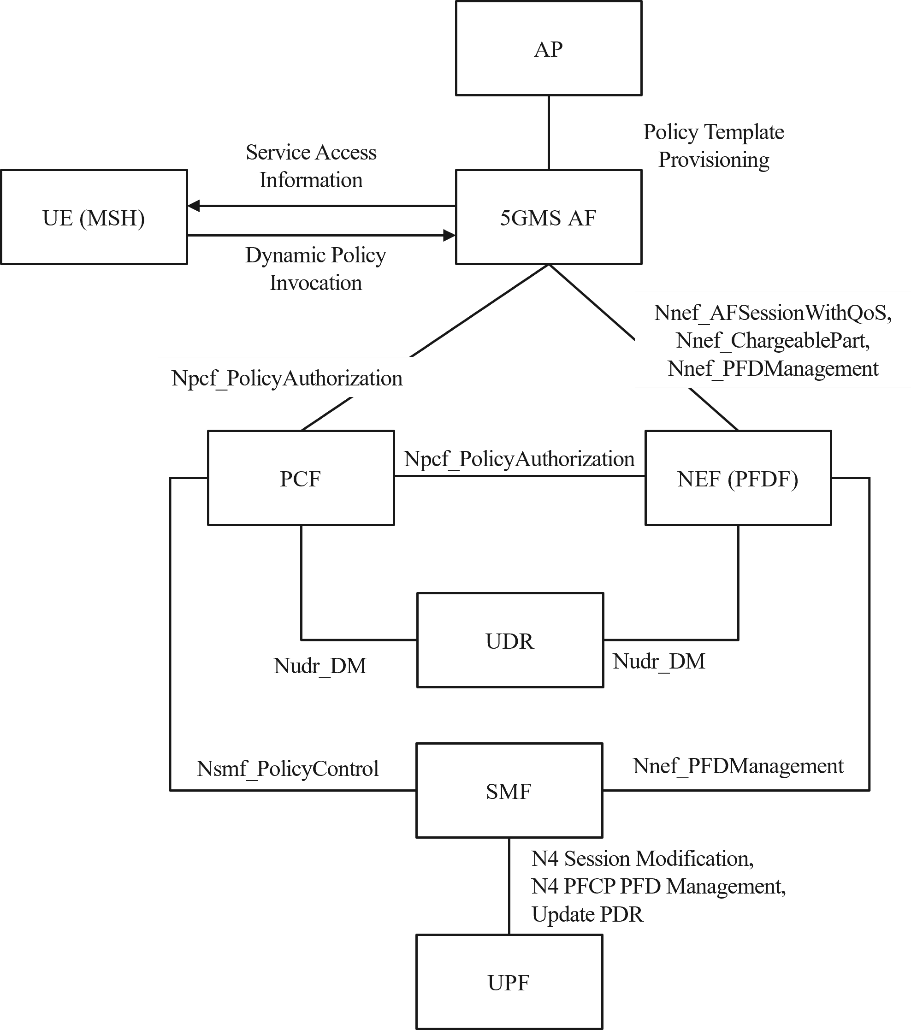 AP
Policy Template
Provisioning
Service Access
Information
UE (MSH)
5GMS AF
Dynamic Policy
Invocation
Nnef_AFSessionWithQoS,
Nnef_ChargeablePart,
Nnef_PFDManagement
Npcf_PolicyAuthorization
PCF
Npcf_PolicyAuthorization
NEF (PFDF)
UDR
Nudr_DM
Nudr_DM
Nsmf_PolicyControl
SMF
Nnef_PFDManagement
N4 Session Modification,
N4 PFCP PFD Management,
Update PDR
UPF